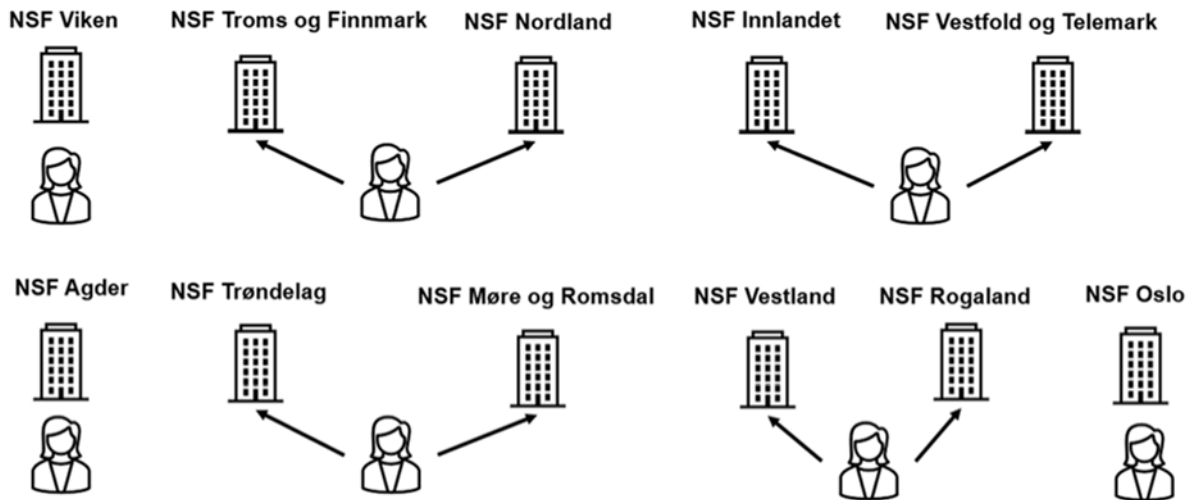 NSF Viken
NSF Troms og Finnmark
NSF Nordland
NSF Innlandet
NSF Vestfold og Telemark
NSF Agder
NSF Trøndelag
NSF Møre og Romsdal
NSF Vestland
NSF Rogaland
NSF Oslo